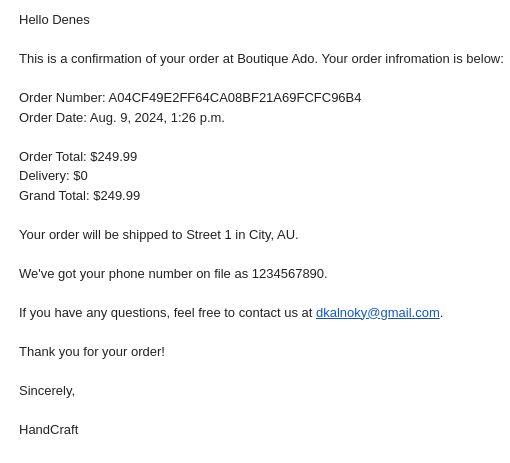 Hello Denes
This is a confirmation of your order at Boutique Ado. Your order infromation is below:
Order Number: A04CF49E2FF64CA08BF21A69FCFC96B4
Order Date: Aug. 9, 2024, 1:26 p.m.
Order Total: $249.99
Delivery: $0
Grand Total: $249.99
Your order will be shipped to Street 1 in City, AU.
We've got your phone number on file as 1234567890.
If you have any questions, feel free to contact us at dkalnoky@gmail.com.
Thank you for your order!
Sincerely,
HandCraft